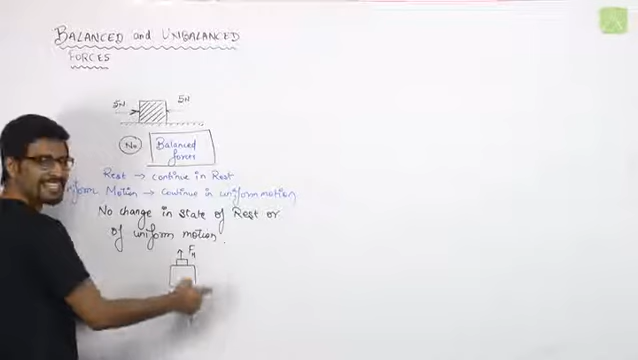 BALANCED and UNBALANCED
FORCES
5N 5N
No Balanced
forces
Rest → continue in Rest
Uniform Motion → continue in uniform motion
No change in state of Rest or
of uniform motion.
F